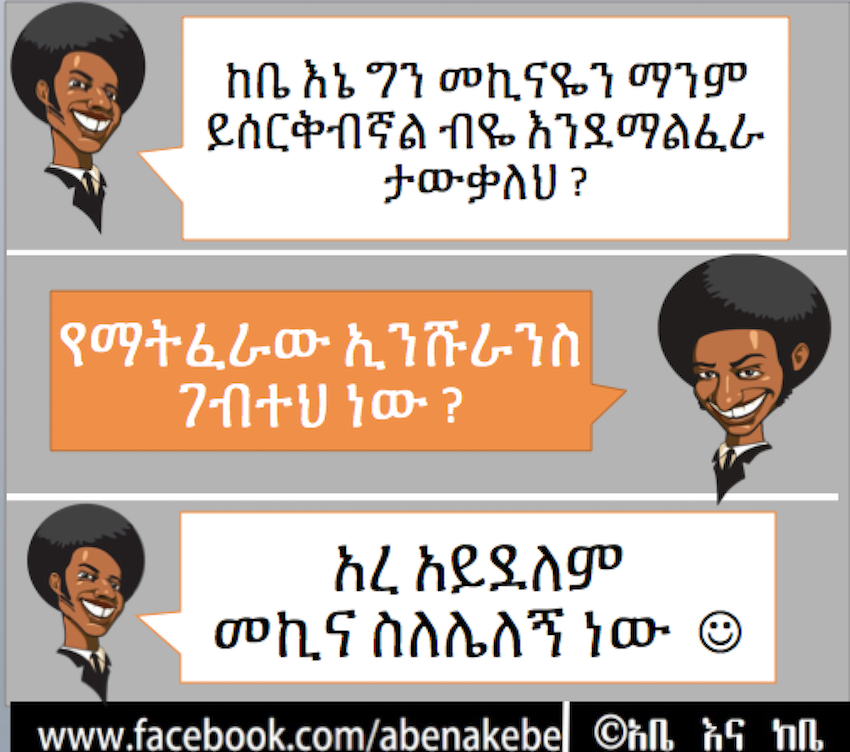 ከቤ እኔ ግን መኪናዬን ማንም
ይሰርቅብኛል ብዬ እንደማልፈራ
ታውቃለህ ?
የማትፈራው ኢንሹራንስ
ገብተህ ነው ?
አረ አይደለም
መኪና ስለሌለኝ ነው ☺
www.facebook.com/abenakebe
©አቤ እና ከቤ